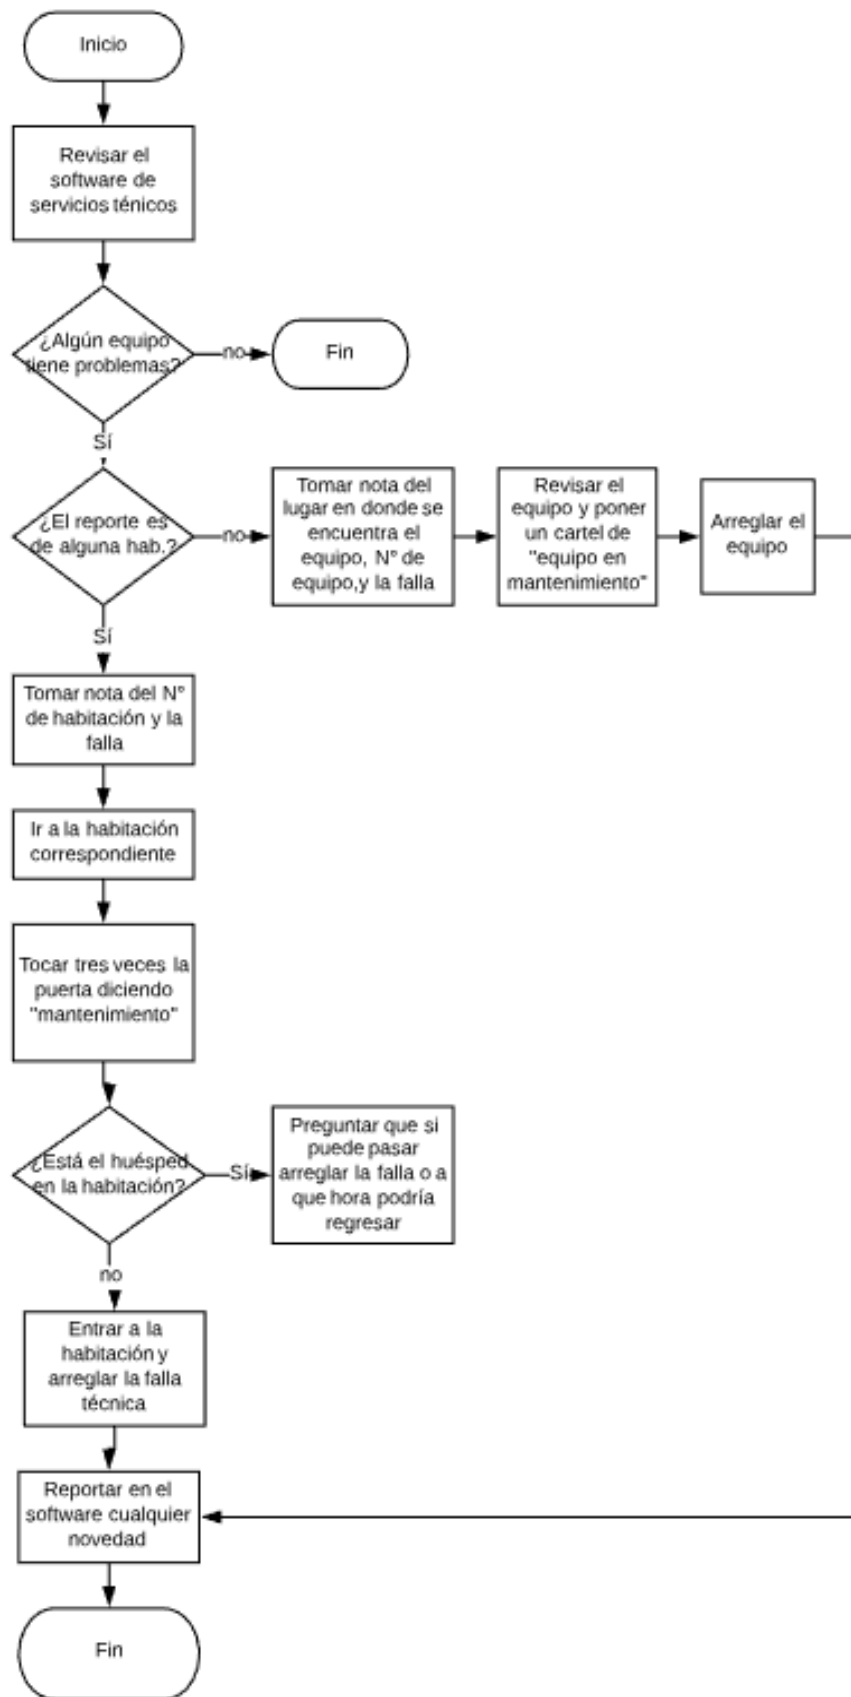 Inicio
Revisar el
software de
servicios ténicos
¿Algún equipo
tiene problemas?
no
Fin
Sí
¿El reporte es
de alguna hab.?
no
Tomar nota del
lugar en donde se
encuentra el
equipo, N° de
equipo,y la falla
Revisar el
equipo y poner
un cartel de
"equipo en
mantenimiento"
Arreglar el
equipo
Sí
Tomar nota del N°
de habitación y la
falla
Ir a la habitación
correspondiente
Tocar tres veces la
puerta diciendo
"mantenimiento"
¿Está el huésped
en la habitación?
Sí
Preguntar que si
puede pasar
arreglar la falla o a
que hora podría
regresar
no
Entrar a la
habitación y
arreglar la falla
técnica
Reportar en el
software cualquier
novedad
Fin